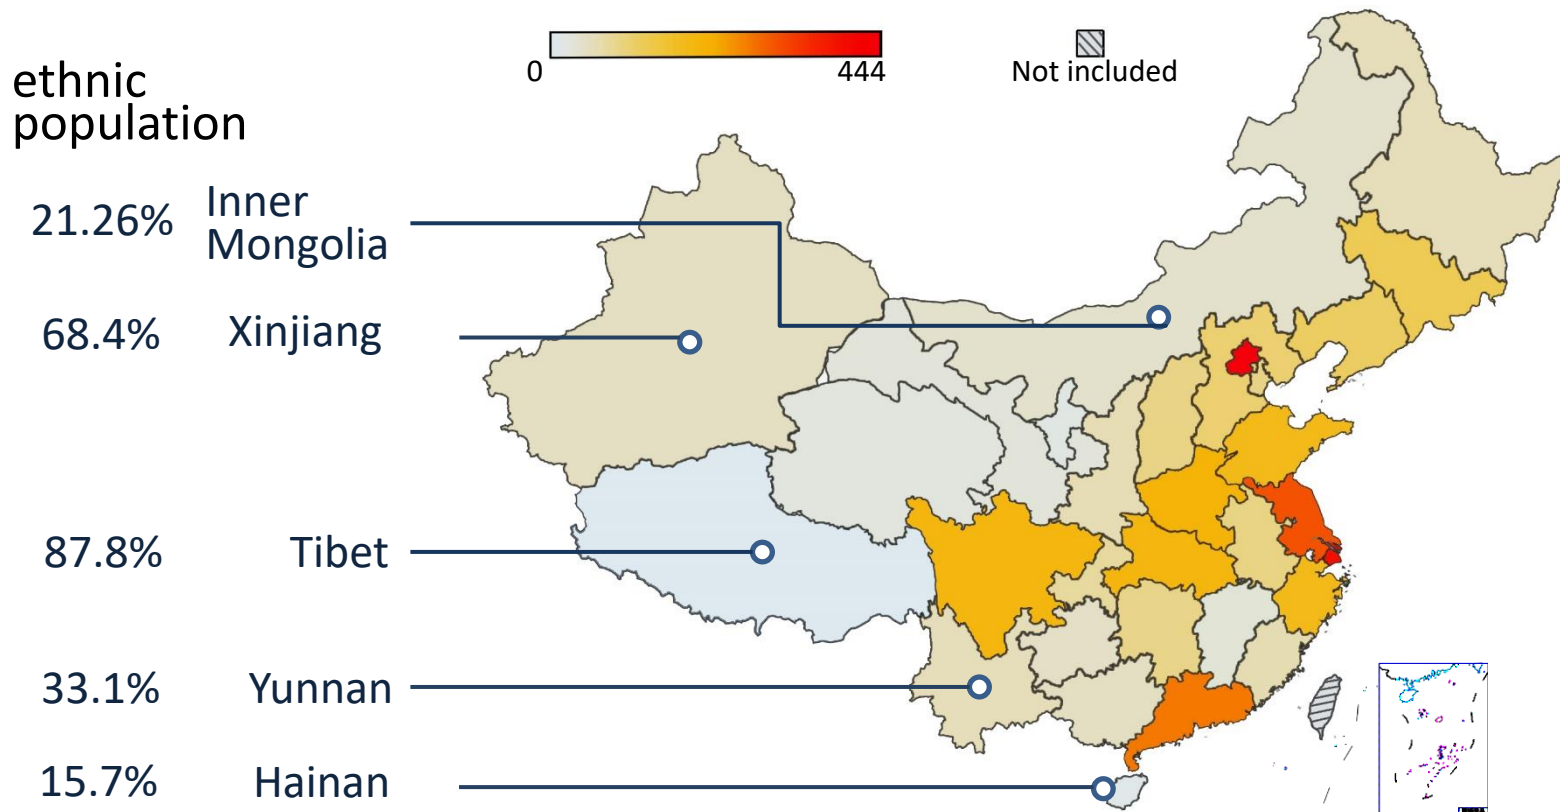 0
444
Not included
ethnic
population
21.26%
Inner
Mongolia
68.4%
Xinjiang
87.8%
Tibet
33.1%
Yunnan
15.7%
Hainan